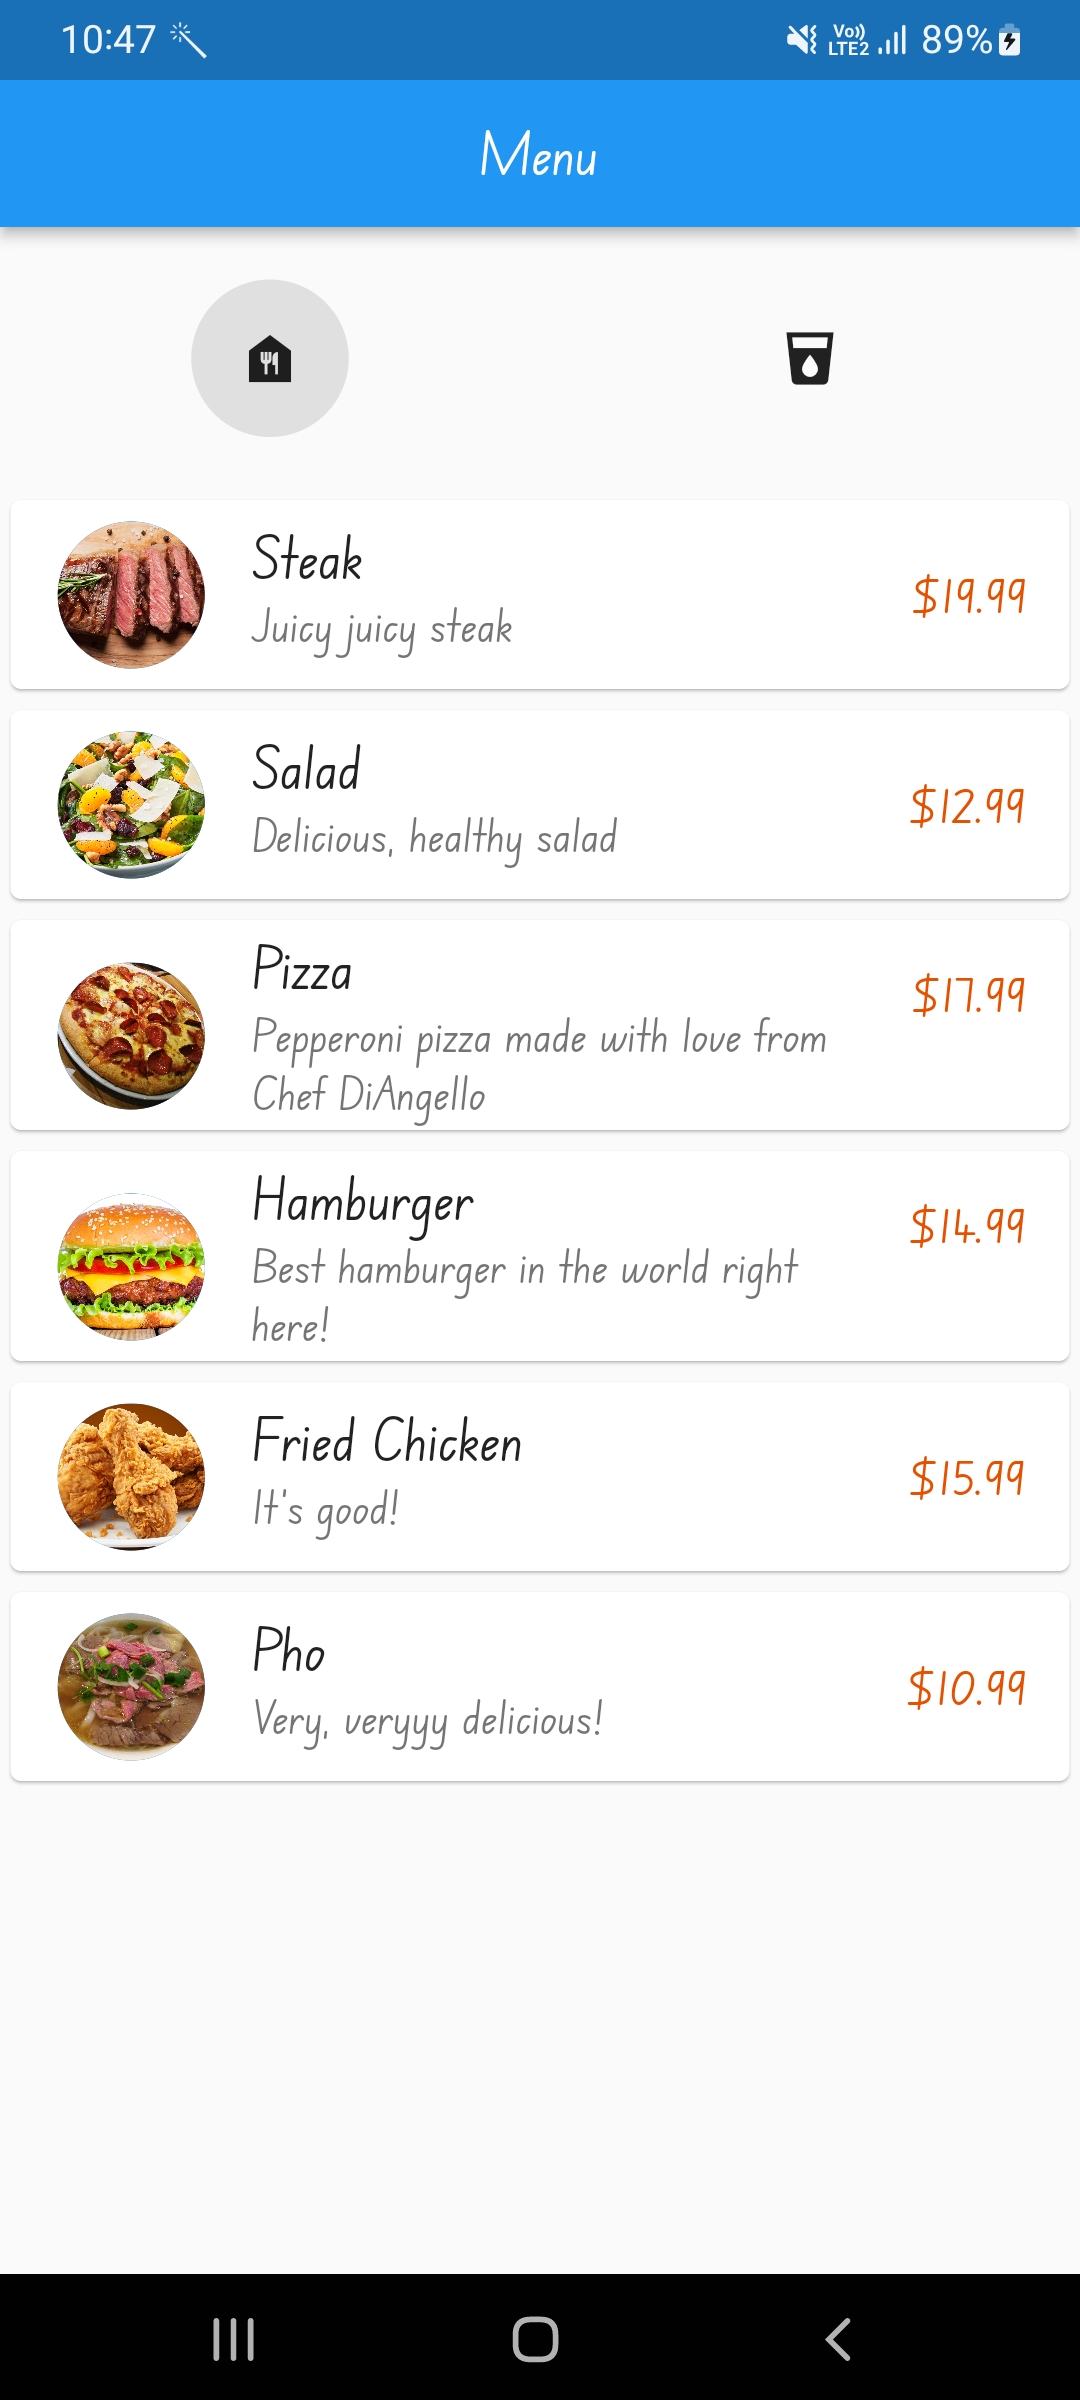 10:47
Vo)) LTE2 89%
Menu
Steak
Juicy juicy steak
$19.99
Salad
Delicious, healthy salad
$12.99
Pizza
Pepperoni pizza made with love from
Chef DiAngello
$17.99
Hamburger
Best hamburger in the world right
here!
$14.99
Fried Chicken
It's good!
$15.99
Pho
Very, veryyy delicious!
$10.99